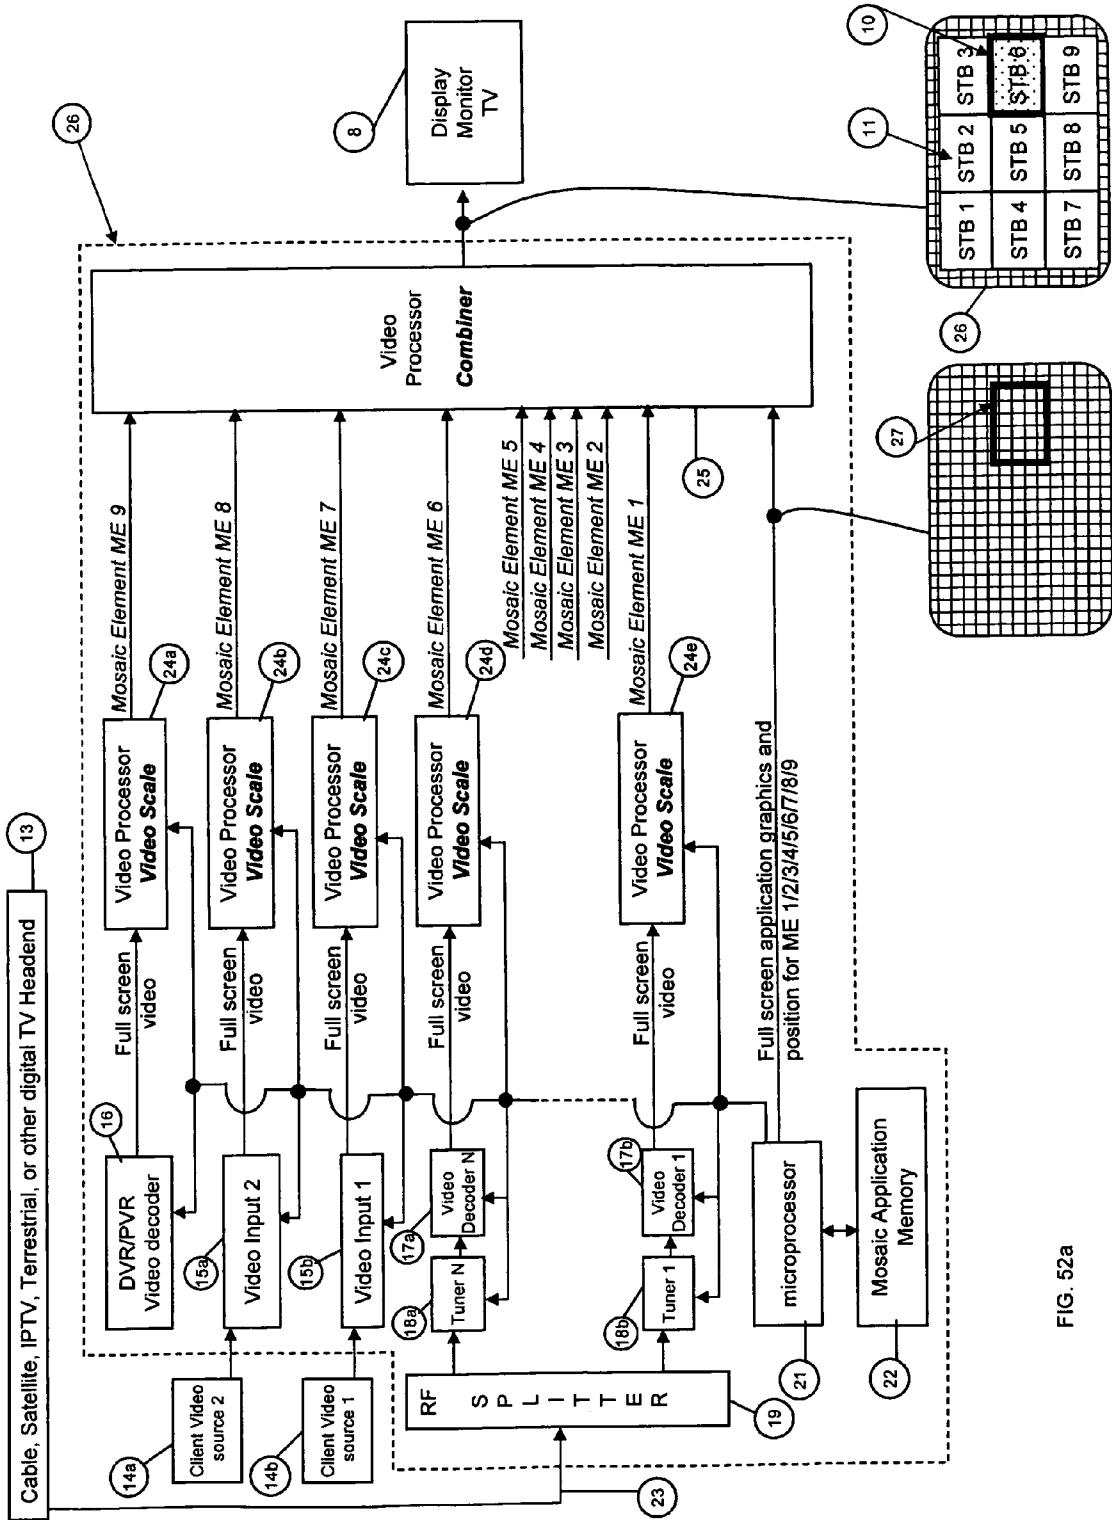 Cable, Satellite, IPTV, Terrestrial, or other digital TV Headend
13
14a
Client Video
source 2
14b
Client Video
source 1
23
RF
SPLITTER
19
16
DVR/PVR
Video decoder
15a
Video Input 2
15b
Video Input 1
18a
Tuner N
17a
Video
Decoder N
18b
Tuner 1
17b
Video
Decoder 1
microprocessor
21
Mosaic Application
Memory
22
Full screen
video
Full screen
video
Full screen
video
Full screen
video
Full screen
video
Video Processor
Video Scale
24a
Video Processor
Video Scale
24b
Video Processor
Video Scale
24c
Video Processor
Video Scale
24d
Video Processor
Video Scale
24e
Mosaic Element ME 9
Mosaic Element ME 8
Mosaic Element ME 7
Mosaic Element ME 6
Mosaic Element ME 5
Mosaic Element ME 4
Mosaic Element ME 3
Mosaic Element ME 2
Mosaic Element ME 1
Full screen application graphics and
position for ME 1/2/3/4/5/6/7/8/9
Video
Processor
Combiner
25
26
8
Display
Monitor
TV
27
26
11
10
STB 1
STB 2
STB 3
STB 4
STB 5
STB 6
STB 7
STB 8
STB 9
FIG. 52a